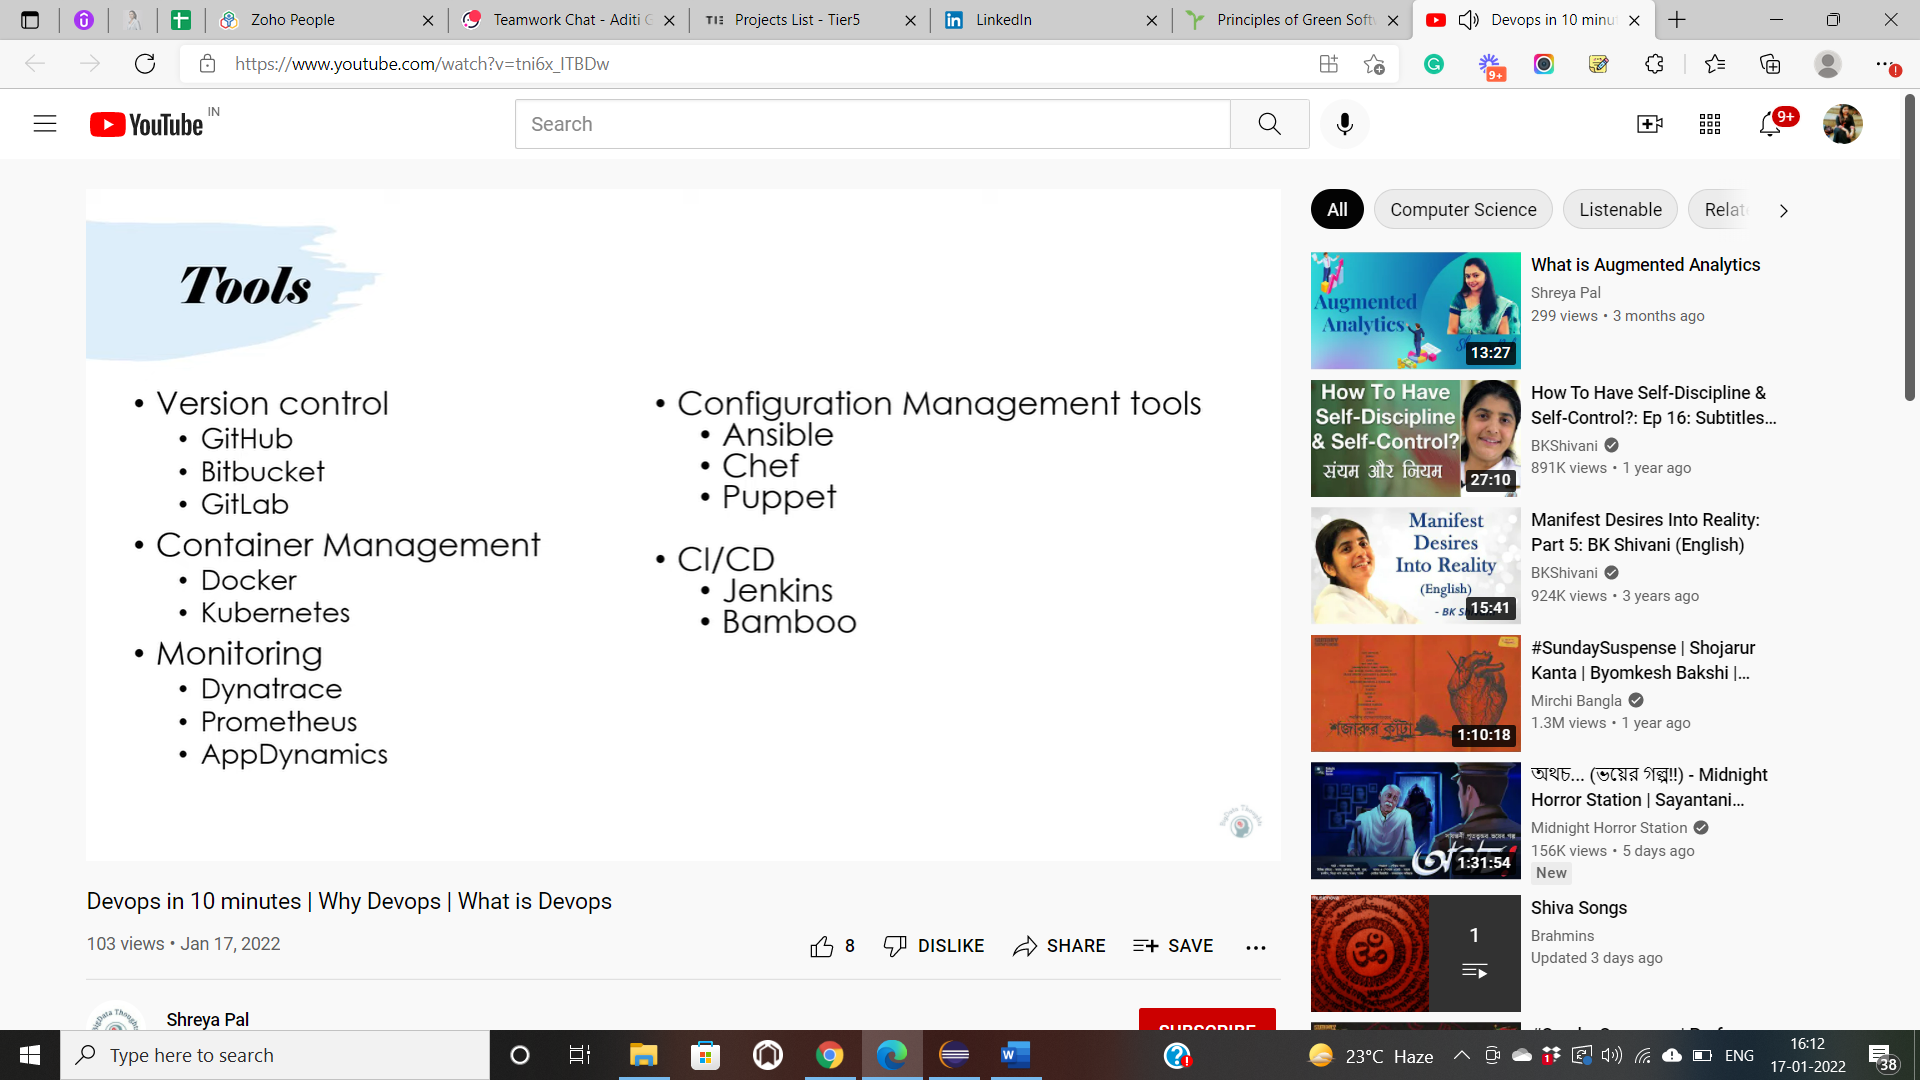 Zoho People
Teamwork Chat - Aditi G
TIE Projects List - Tier5
LinkedIn
Principles of Green Softw
Devops in 10 minut
https://www.youtube.com/watch?v=tni6x_ITBDw
9+
YouTube IN
Search
9+
Tools
• Version control
• GitHub
• Bitbucket
• GitLab
• Container Management
• Docker
• Kubernetes
• Monitoring
• Dynatrace
• Prometheus
• AppDynamics
• Configuration Management tools
• Ansible
• Chef
• Puppet
• CI/CD
• Jenkins
• Bamboo
BigData Thoughts
Devops in 10 minutes | Why Devops | What is Devops
103 views • Jan 17, 2022
8 DISLIKE SHARE SAVE
BigData Thoughts
Shreya Pal
SUBSCRIBE
All Computer Science Listenable Relat
Augmented
Analytics
13:27
What is Augmented Analytics
Shreya Pal
299 views • 3 months ago
How To Have
Self-Discipline
& Self-Control?
संयम और नियम
27:10
How To Have Self-Discipline &
Self-Control?: Ep 16: Subtitles...
BKShivani
891K views • 1 year ago
Manifest
Desires
Into Reality
(English)
- BK S
15:41
Manifest Desires Into Reality:
Part 5: BK Shivani (English)
BKShivani
924K views • 3 years ago
শজারুর কাঁটা
1:10:18
#SundaySuspense | Shojarur
Kanta | Byomkesh Bakshi |...
Mirchi Bangla
1.3M views • 1 year ago
অথচ
1:31:54
অথচ... (ভয়ের গল্প!!) - Midnight
Horror Station | Sayantani...
Midnight Horror Station
156K views • 5 days ago
New
1
Shiva Songs
Brahmins
Updated 3 days ago
Type here to search
23°C Haze
1
ENG
16:12
17-01-2022
38